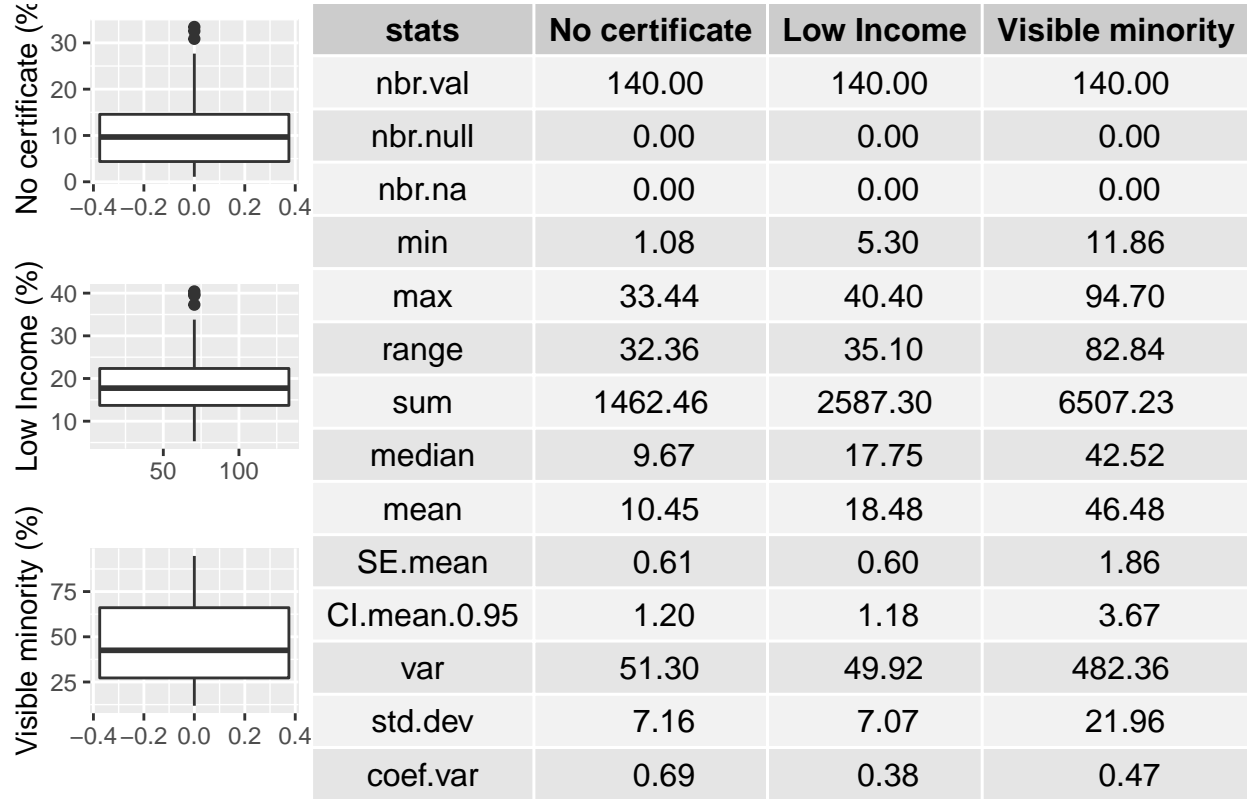 No certificate (%
30
20
10
0
−0.4 −0.2 0.0 0.2 0.4
Low Income (%)
40
30
20
10
50 100
Visible minority (%)
75
50
25
−0.4 −0.2 0.0 0.2 0.4
stats No certificate Low Income Visible minority
nbr.val 140.00 140.00 140.00
nbr.null 0.00 0.00 0.00
nbr.na 0.00 0.00 0.00
min 1.08 5.30 11.86
max 33.44 40.40 94.70
range 32.36 35.10 82.84
sum 1462.46 2587.30 6507.23
median 9.67 17.75 42.52
mean 10.45 18.48 46.48
SE.mean 0.61 0.60 1.86
CI.mean.0.95 1.20 1.18 3.67
var 51.30 49.92 482.36
std.dev 7.16 7.07 21.96
coef.var 0.69 0.38 0.47